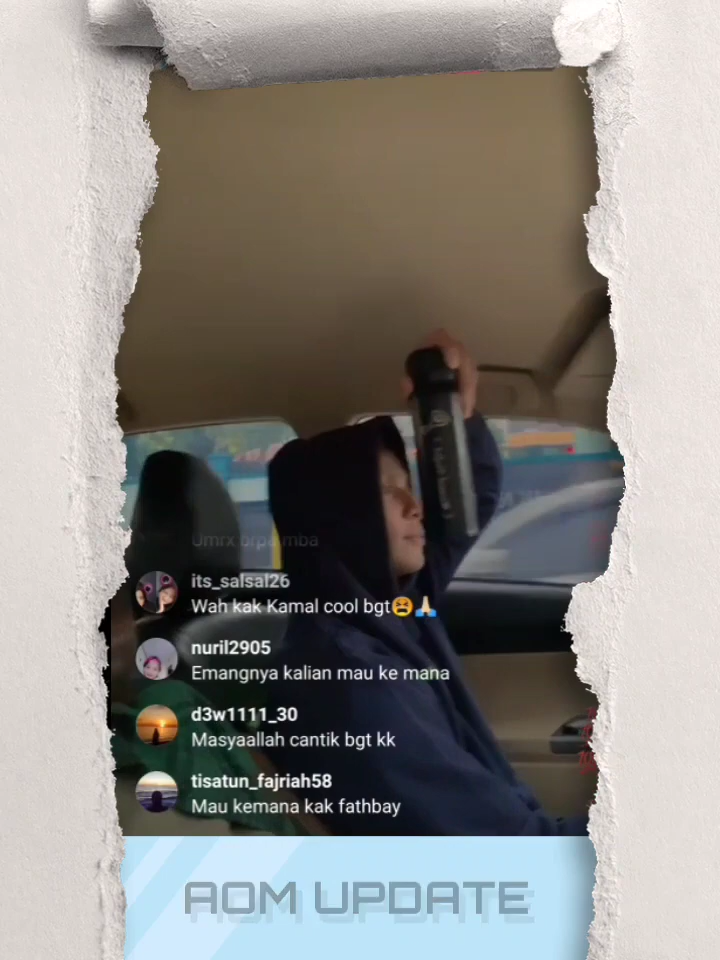 its_salsal26
Wah kak Kamal cool bgt😫🙏🏻
nuril2905
Emangnya kalian mau ke mana
d3w1111_30
Masyaallah cantik bgt kk
tisatun_fajriah58
Mau kemana kak fathbay
AOM UPDATE